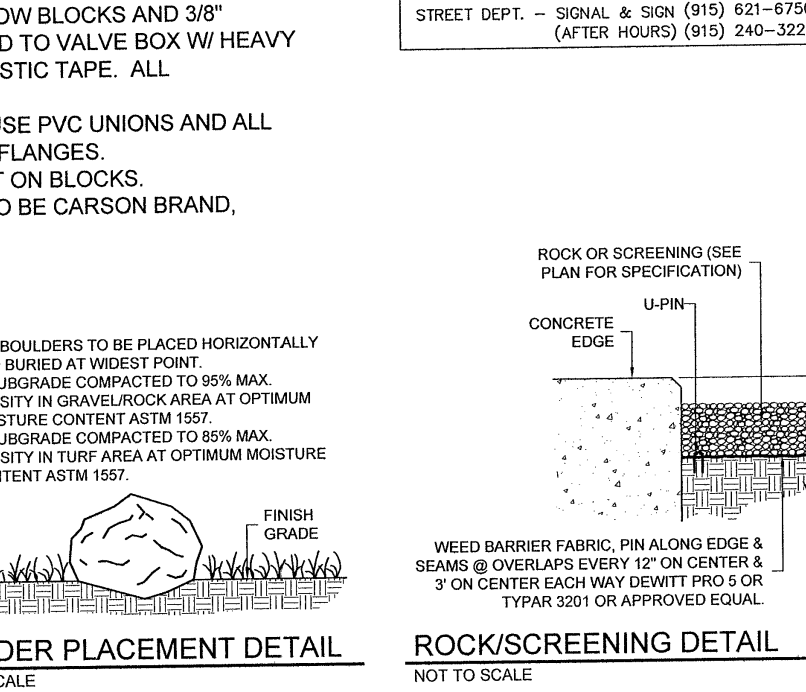 OW BLOCKS AND 3/8"
D TO VALVE BOX W/ HEAVY
STIC TAPE. ALL
SE PVC UNIONS AND ALL
FLANGES.
ON BLOCKS.
O BE CARSON BRAND,
STREET DEPT. – SIGNAL & SIGN (915) 621–6750
(AFTER HOURS) (915) 240–322
BOULDERS TO BE PLACED HORIZONTALLY
BURIED AT WIDEST POINT.
UBGRADE COMPACTED TO 95% MAX.
SITY IN GRAVEL/ROCK AREA AT OPTIMUM
STURE CONTENT ASTM 1557.
UBGRADE COMPACTED TO 85% MAX.
SITY IN TURF AREA AT OPTIMUM MOISTURE
TENT ASTM 1557.
FINISH
GRADE
DER PLACEMENT DETAIL
CALE
ROCK OR SCREENING (SEE
PLAN FOR SPECIFICATION)
U-PIN
CONCRETE
EDGE
WEED BARRIER FABRIC, PIN ALONG EDGE &
SEAMS @ OVERLAPS EVERY 12" ON CENTER &
3' ON CENTER EACH WAY DEWITT PRO 5 OR
TYPAR 3201 OR APPROVED EQUAL.
ROCK/SCREENING DETAIL
NOT TO SCALE